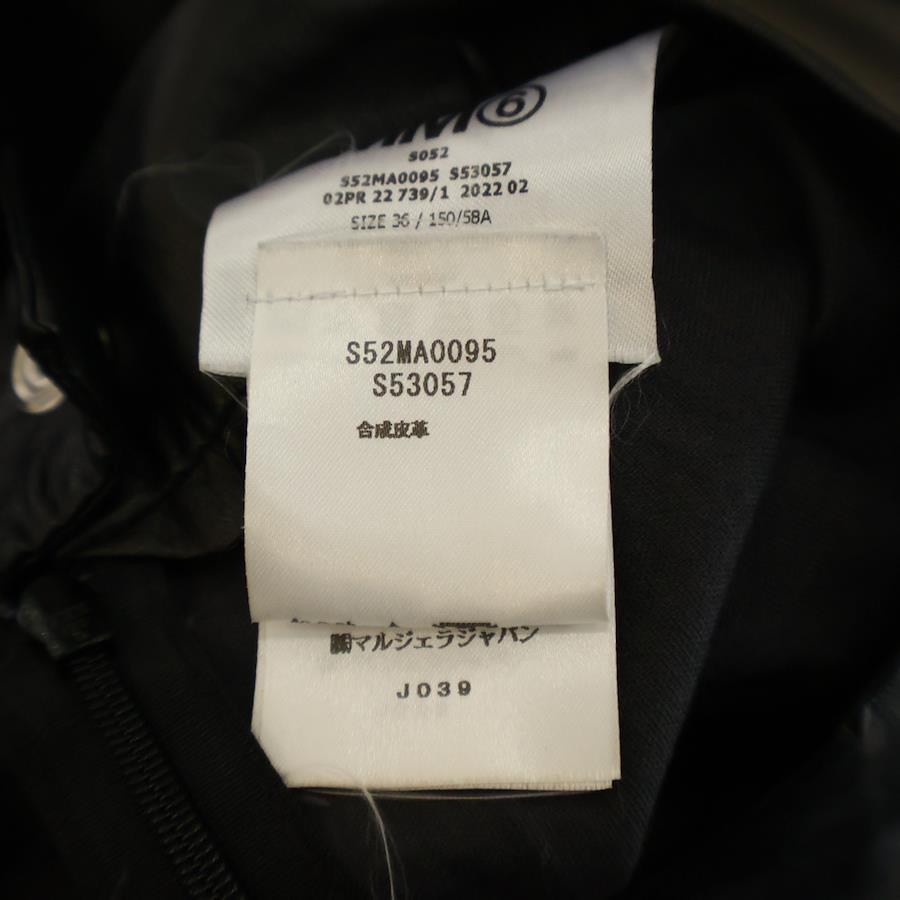 MM⑥
S052
S52MA0095 S53057
02PR 22 739/1 2022 02
SIZE 36 / 150/58A
S52MA0095
S53057
合成皮革
㈱マルジェラジャパン
J039